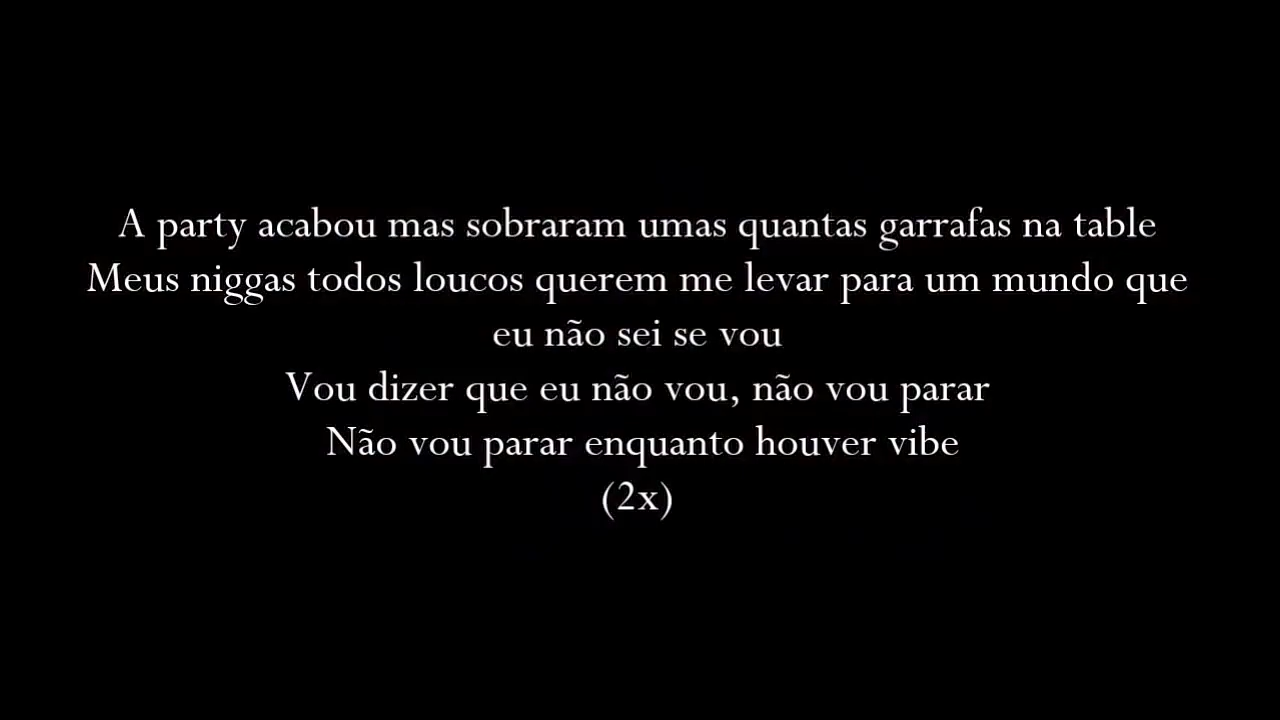 A party acabou mas sobraram umas quantas garrafas na table
Meus niggas todos loucos querem me levar para um mundo que
eu não sei se vou
Vou dizer que eu não vou, não vou parar
Não vou parar enquanto houver vibe
(2x)